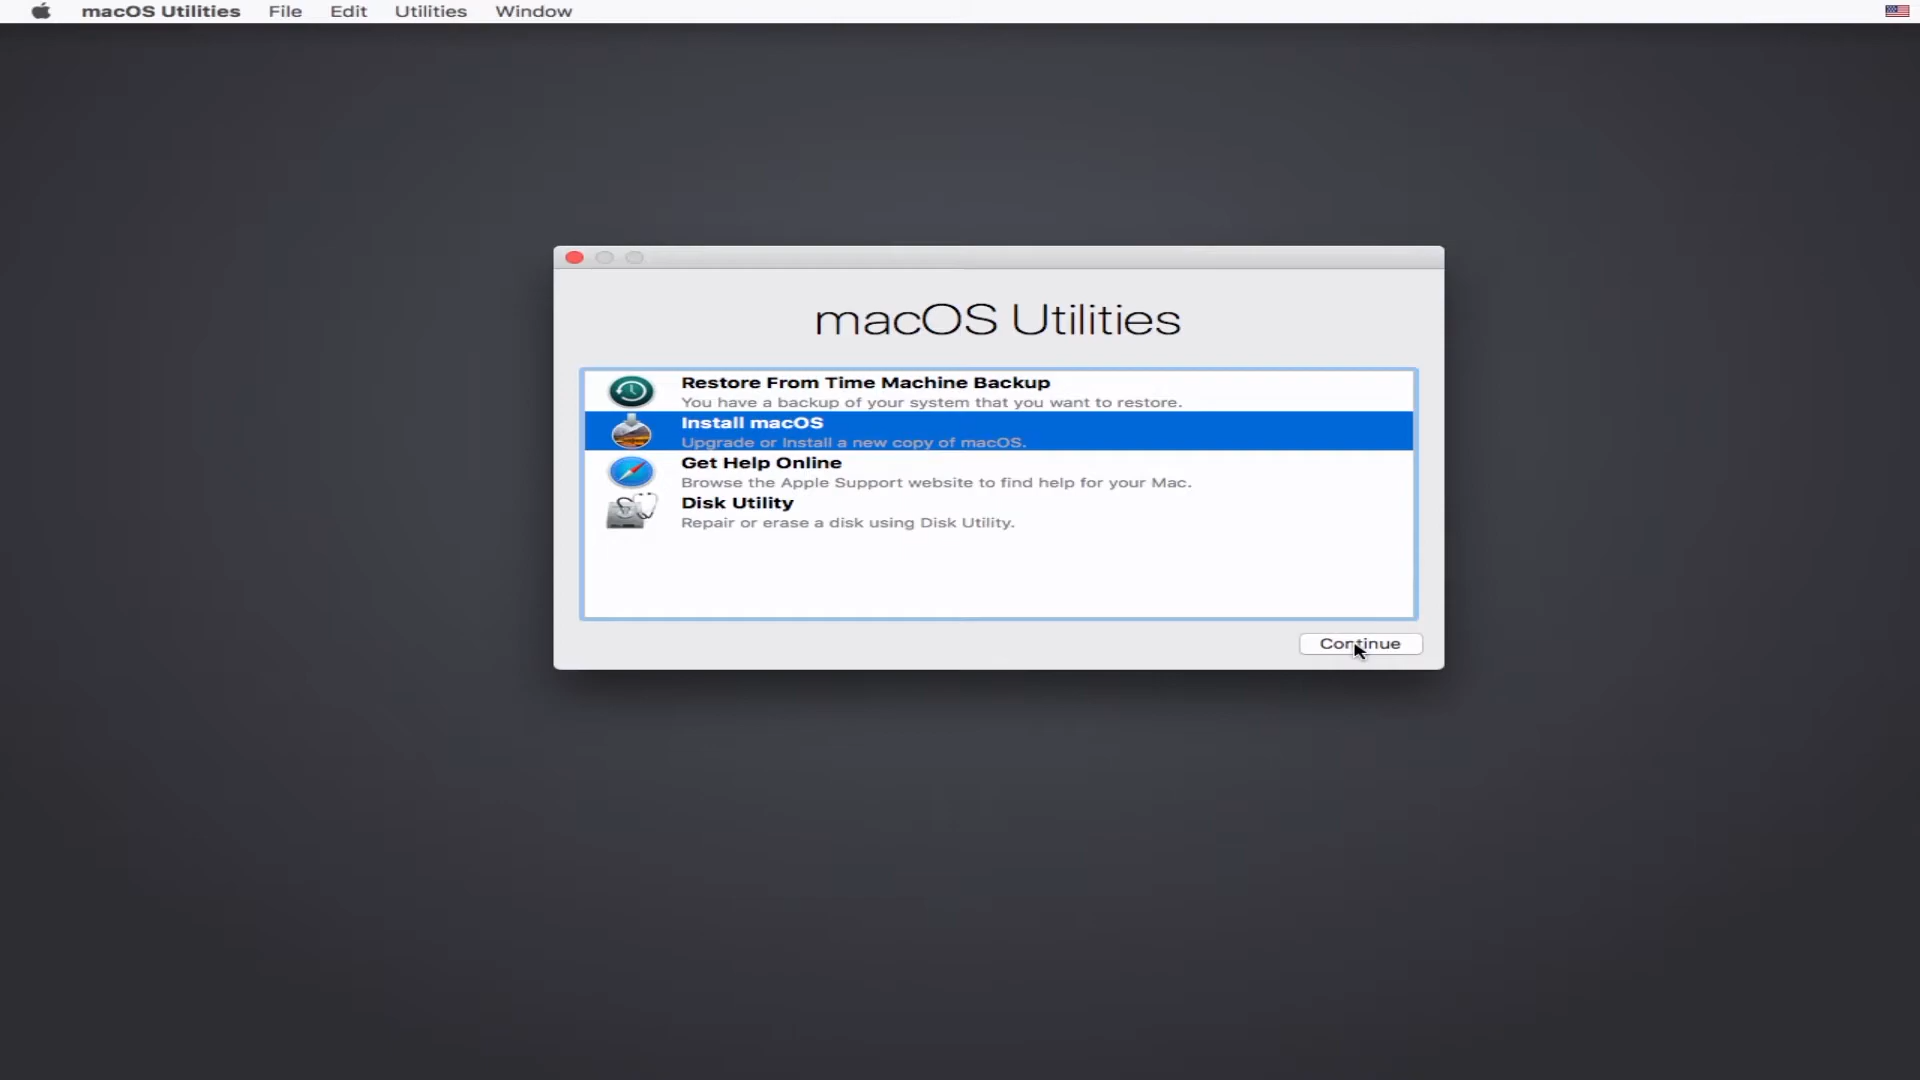 macOS Utilities File Edit Utilities Window
macOS Utilities
Restore From Time Machine Backup
You have a backup of your system that you want to restore.
Install macOS
Upgrade or Install a new copy of macOS.
Get Help Online
Browse the Apple Support website to find help for your Mac.
Disk Utility
Repair or erase a disk using Disk Utility.
Continue